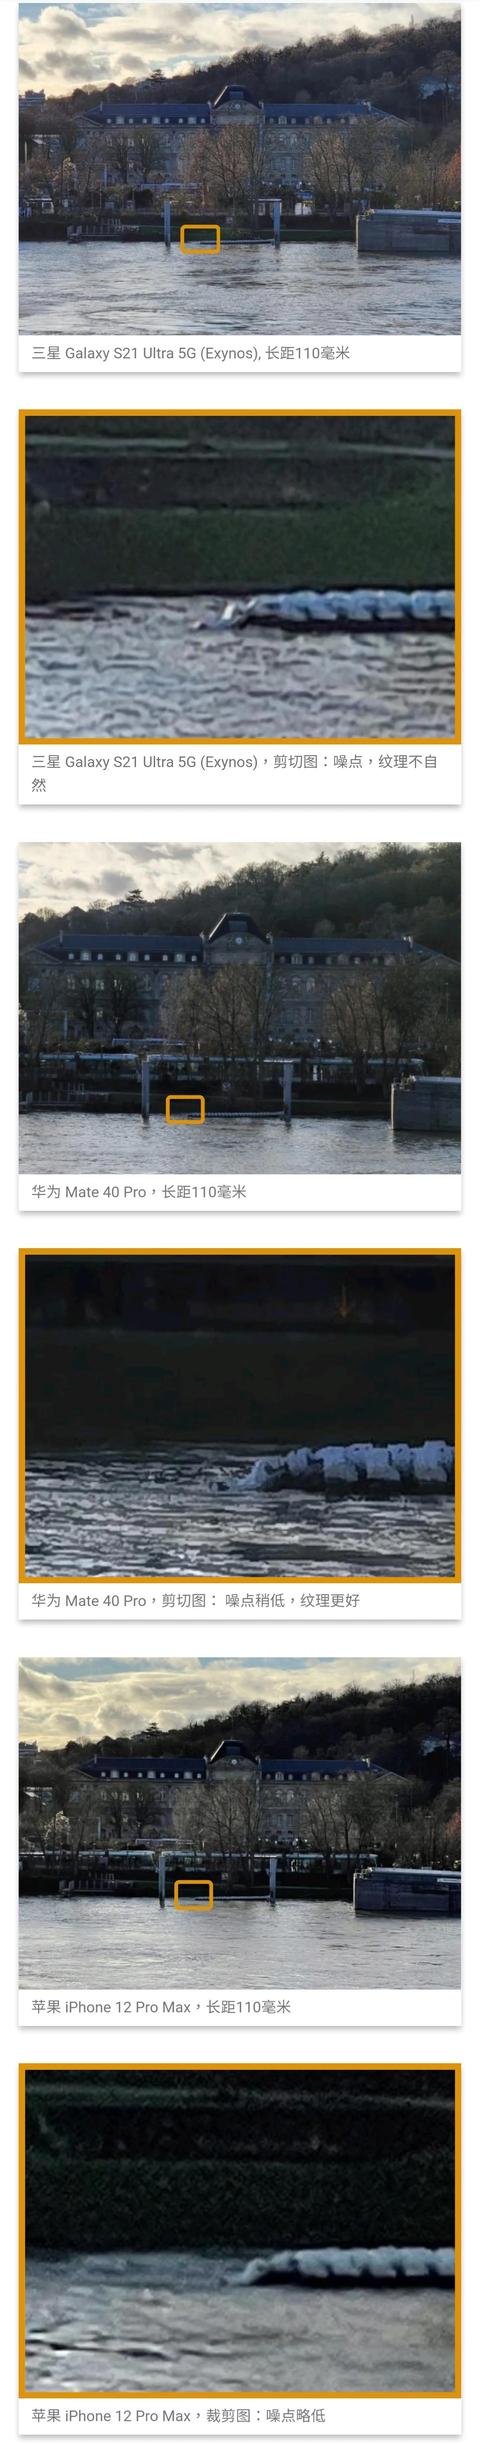 三星 Galaxy S21 Ultra 5G (Exynos), 长距110毫米
三星 Galaxy S21 Ultra 5G (Exynos)，剪切图：噪点，纹理不自
然
华为 Mate 40 Pro，长距110毫米
华为 Mate 40 Pro，剪切图： 噪点稍低，纹理更好
苹果 iPhone 12 Pro Max，长距110毫米
苹果 iPhone 12 Pro Max，裁剪图：噪点略低